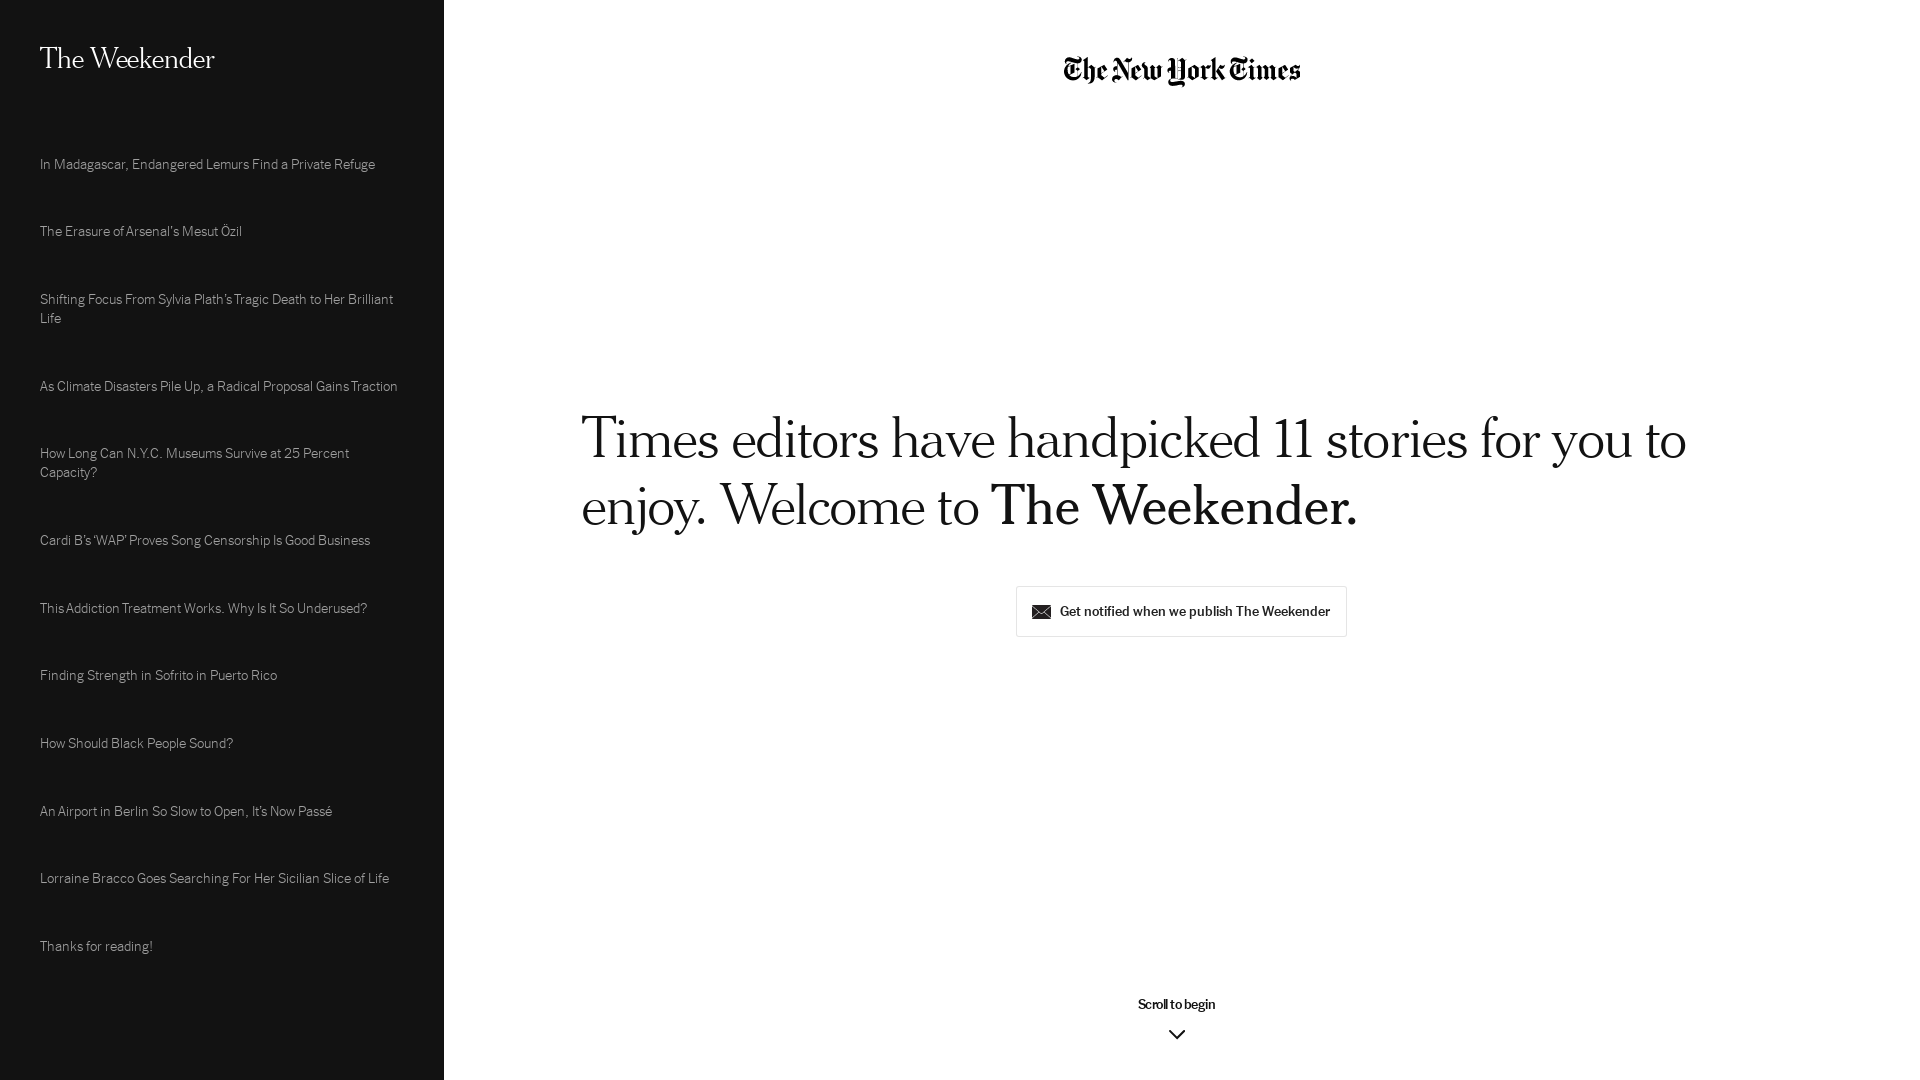 The Weekender
In Madagascar, Endangered Lemurs Find a Private Refuge
The Erasure of Arsenal’s Mesut Özil
Shifting Focus From Sylvia Plath’s Tragic Death to Her Brilliant
Life
As Climate Disasters Pile Up, a Radical Proposal Gains Traction
How Long Can N.Y.C. Museums Survive at 25 Percent
Capacity?
Cardi B’s ‘WAP’ Proves Song Censorship Is Good Business
This Addiction Treatment Works. Why Is It So Underused?
Finding Strength in Sofrito in Puerto Rico
How Should Black People Sound?
An Airport in Berlin So Slow to Open, It’s Now Passé
Lorraine Bracco Goes Searching For Her Sicilian Slice of Life
Thanks for reading!
The New York Times
Times editors have handpicked 11 stories for you to
enjoy. Welcome to The Weekender.
Get notified when we publish The Weekender
Scroll to begin